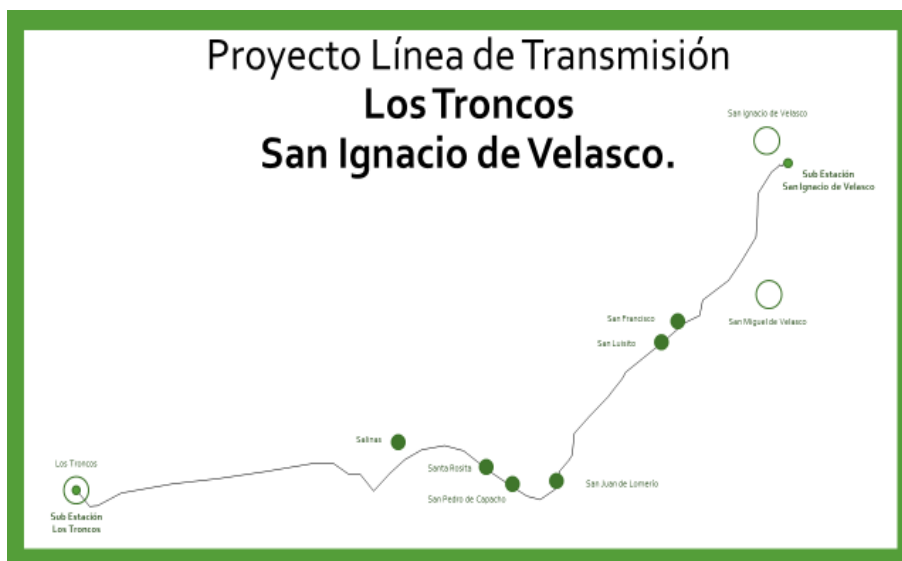 Proyecto Línea de Transmisión
Los Troncos
San Ignacio de Velasco.
San Ignacio de Velasco
Sub Estación
San Ignacio de Velasco
San Francisco
San Miguel de Velasco
San Luisito
Salinas
Los Troncos
Santa Rosita
San Juan de Lomerío
San Pedro de Capacho
Sub Estación
Los Troncos